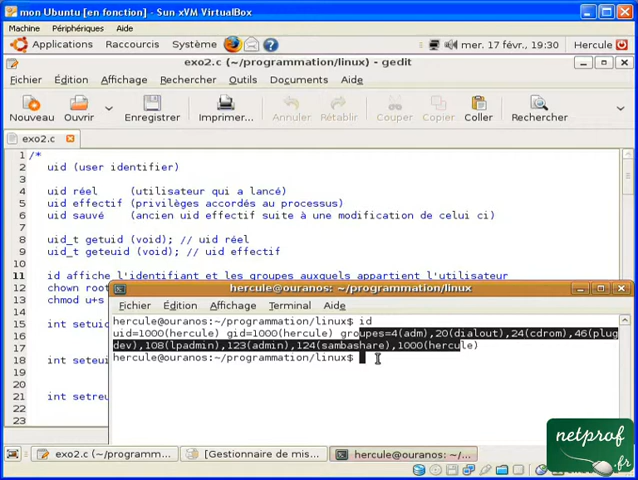 mon Ubuntu [en fonction] - Sun xVM VirtualBox
Machine Périphériques Aide
Applications Raccourcis Système mer. 17 févr., 19:30 Hercule
exo2.c (~/programmation/linux) - gedit
Fichier Édition Affichage Rechercher Outils Documents Aide
Nouveau Ouvrir Enregistrer Imprimer... Annuler Rétablir Couper Copier Coller Rechercher
exo2.c
1 /*
2 uid (user identifier)
3
4 uid réel (utilisateur qui a lancé)
5 uid effectif (privilèges accordés au processus)
6 uid sauvé (ancien uid effectif suite à une modification de celui ci)
7
8 uid_t getuid (void); // uid réel
9 uid_t geteuid (void); // uid effectif
10
11 id affiche l'identifiant et les groupes auxquels appartient l'utilisateur
12 chown root
13 chmod u+s
14
15 int setuid
16
17
18 int seteuid
19
20
21 int setreu
hercule@ouranos: ~/programmation/linux
Fichier Édition Affichage Terminal Aide
hercule@ouranos:~/programmation/linux$ id
uid=1000(hercule) gid=1000(hercule) groupes=4(adm),20(dialout),24(cdrom),46(plug
dev),108(lpadmin),123(admin),124(sambashare),1000(hercule)
hercule@ouranos:~/programmation/linux$
exo2.c (~/programm... [Gestionnaire de mis... hercule@ouranos: ~/...
netprof
.fr